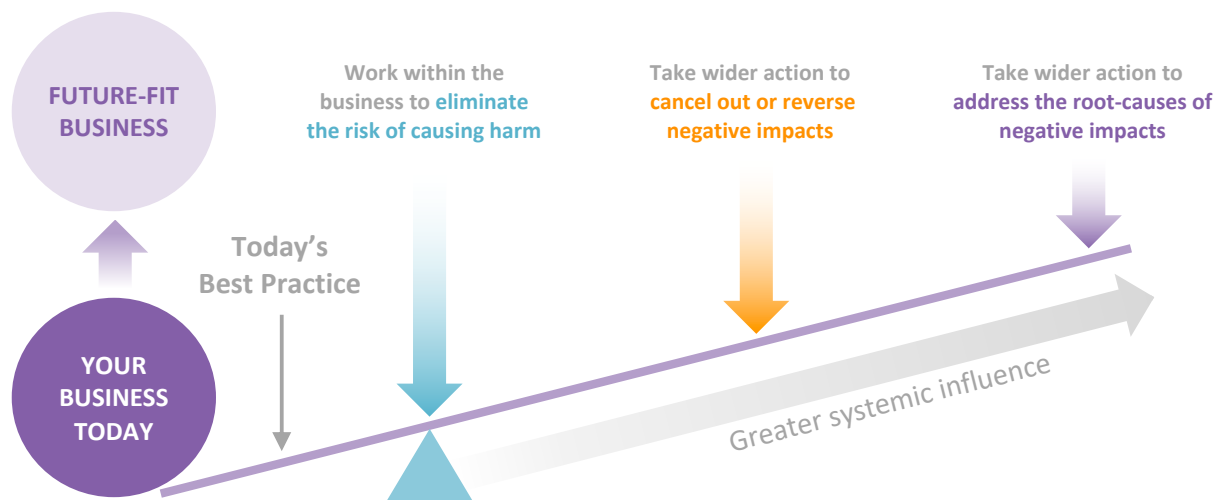 FUTURE-FIT
BUSINESS
Work within the
business to eliminate
the risk of causing harm
Take wider action to
cancel out or reverse
negative impacts
Take wider action to
address the root-causes of
negative impacts
Today's
Best Practice
YOUR
BUSINESS
TODAY
Greater systemic influence